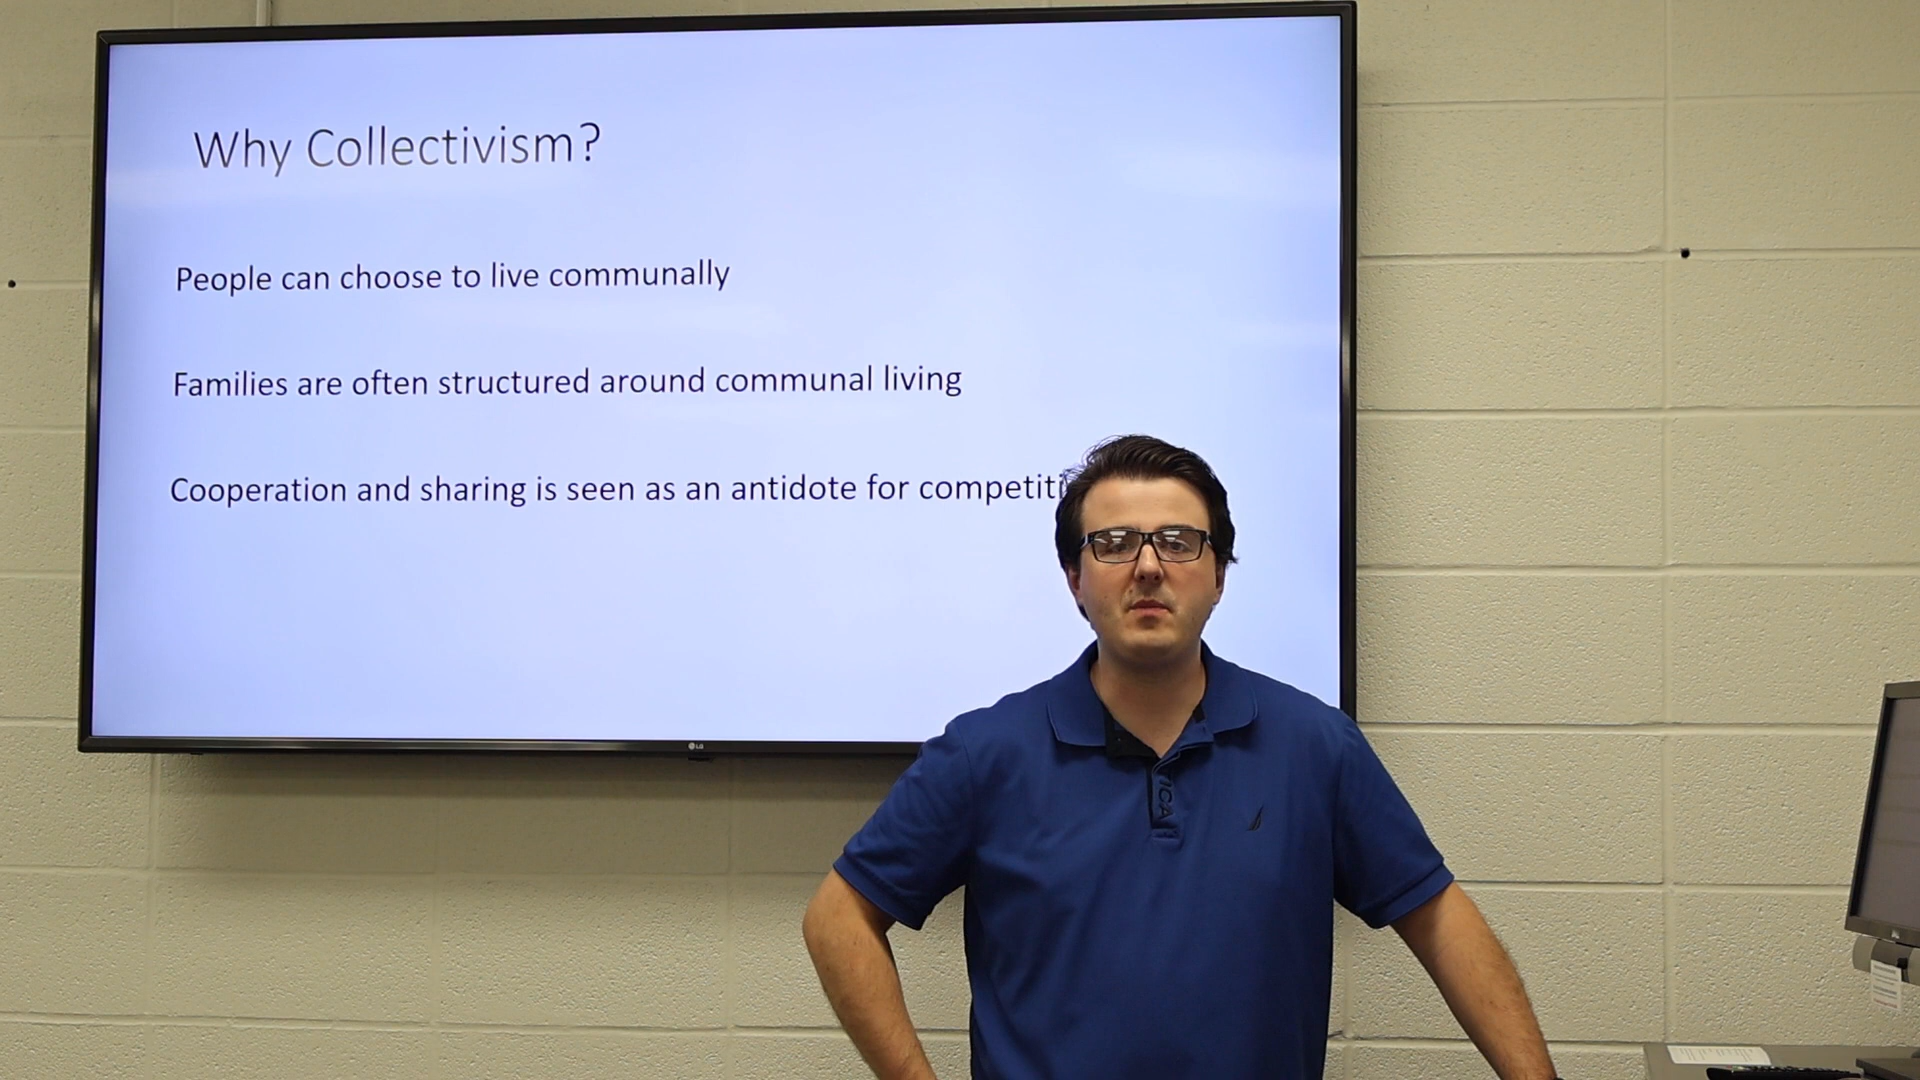 Why Collectivism?
People can choose to live communally
Families are often structured around communal living
Cooperation and sharing is seen as an antidote for
LG